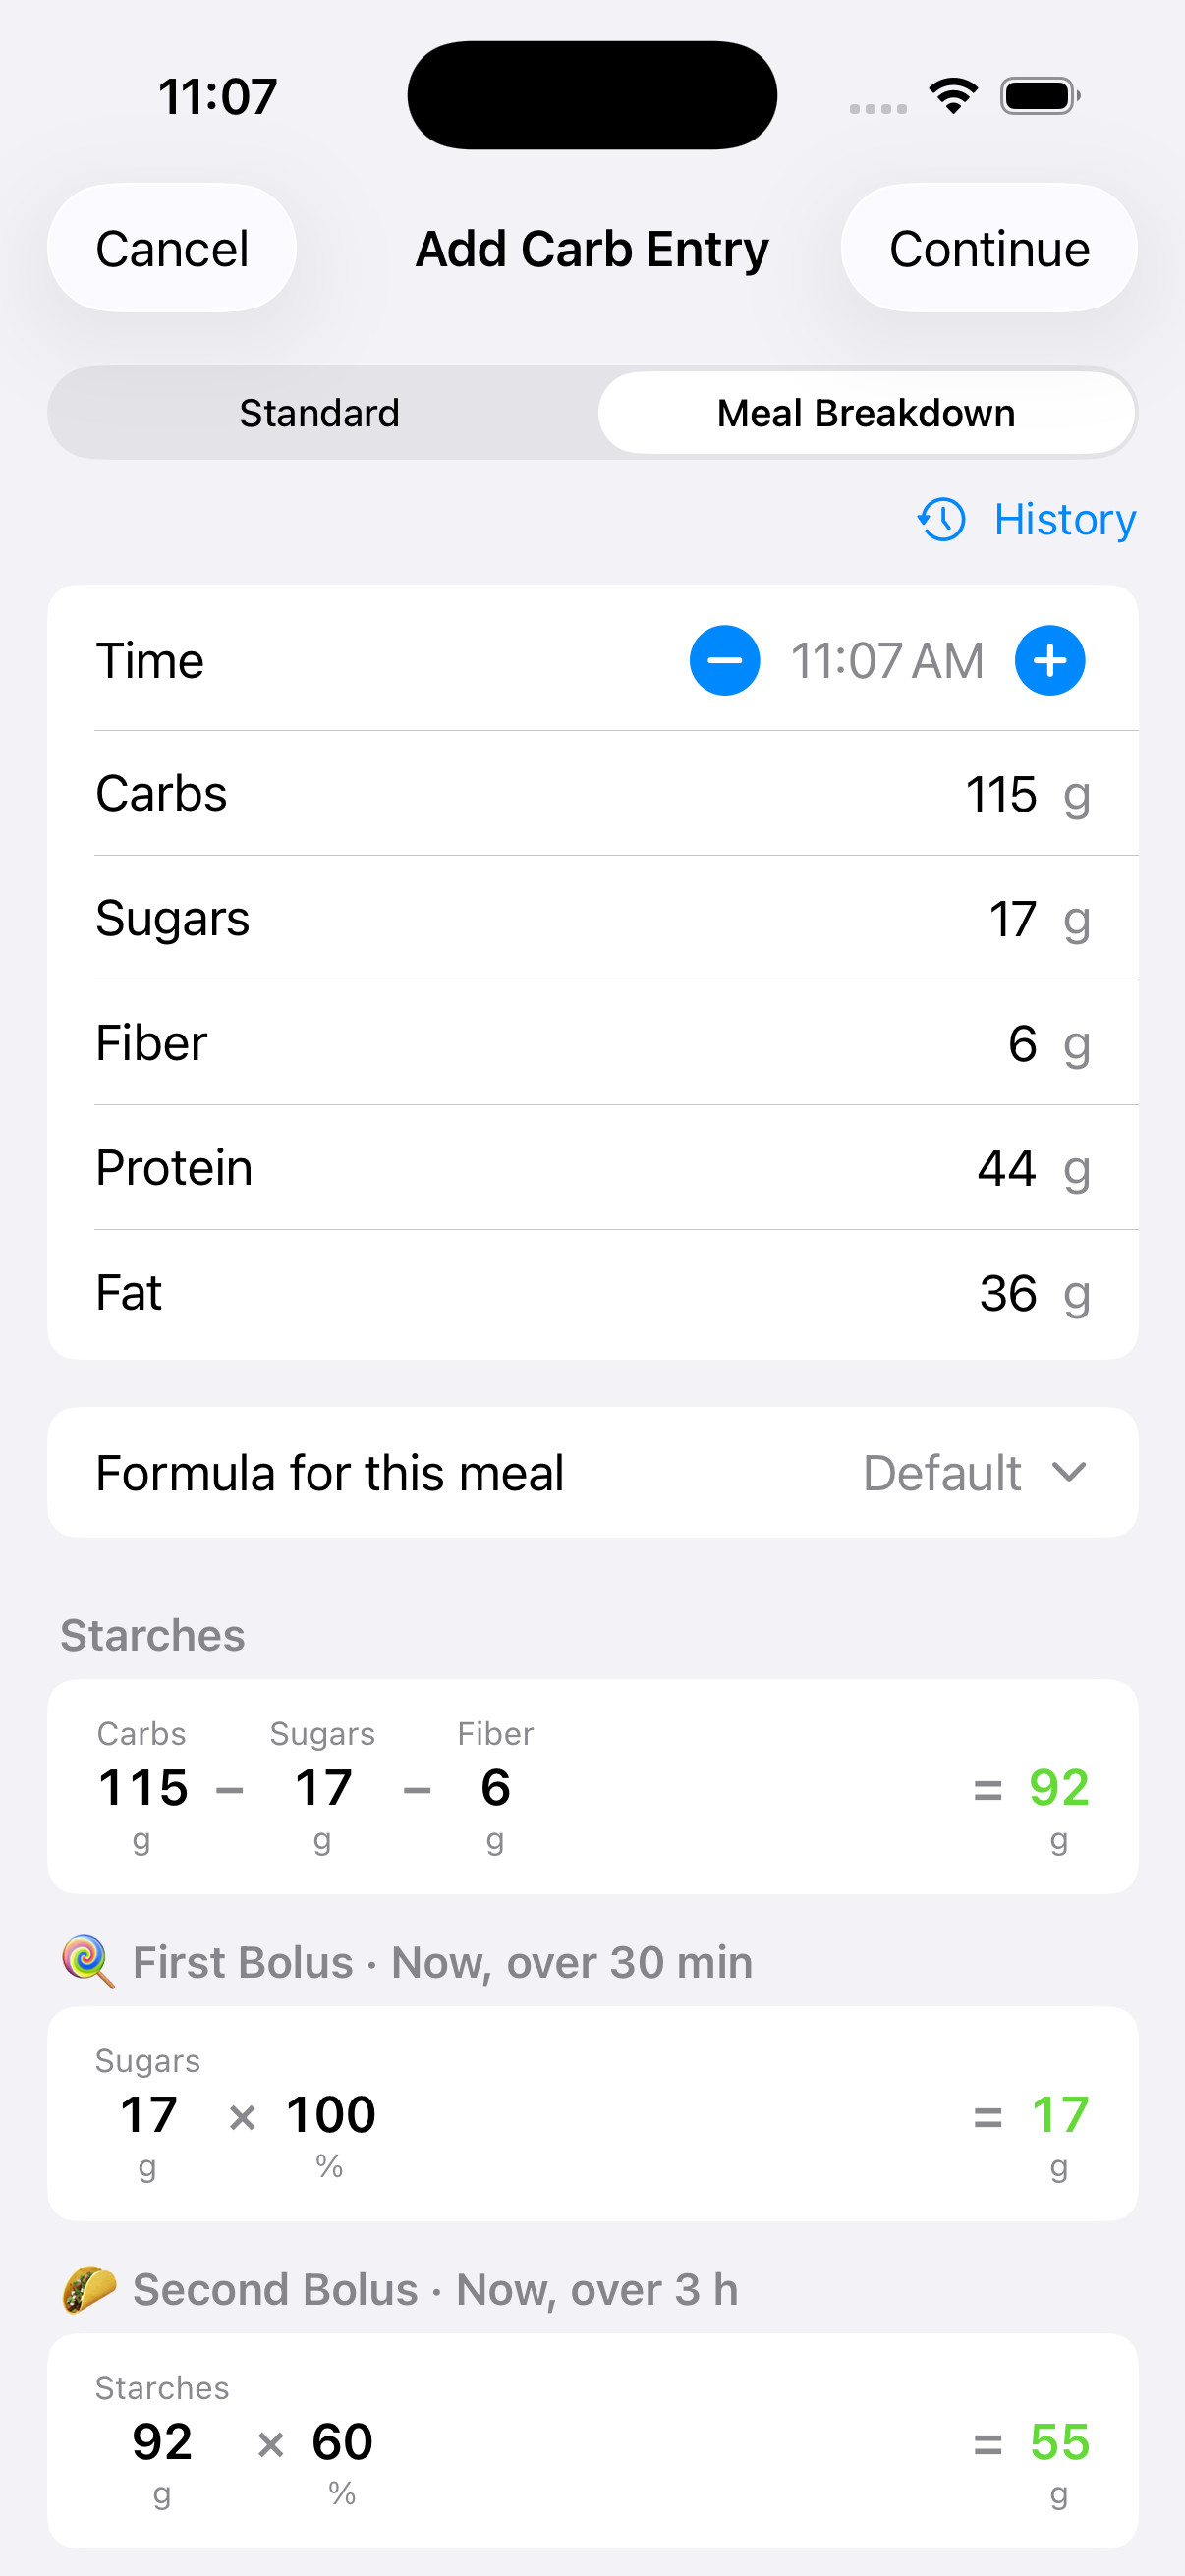 11:07
Cancel Add Carb Entry Continue
Standard Meal Breakdown
History
Time 11:07 AM
Carbs 115 g
Sugars 17 g
Fiber 6 g
Protein 44 g
Fat 36 g
Formula for this meal Default
Starches
Carbs Sugars Fiber
115 – 17 – 6 = 92
g g g g
First Bolus · Now, over 30 min
Sugars
17 × 100 = 17
g % g
Second Bolus · Now, over 3 h
Starches
92 × 60 = 55
g % g